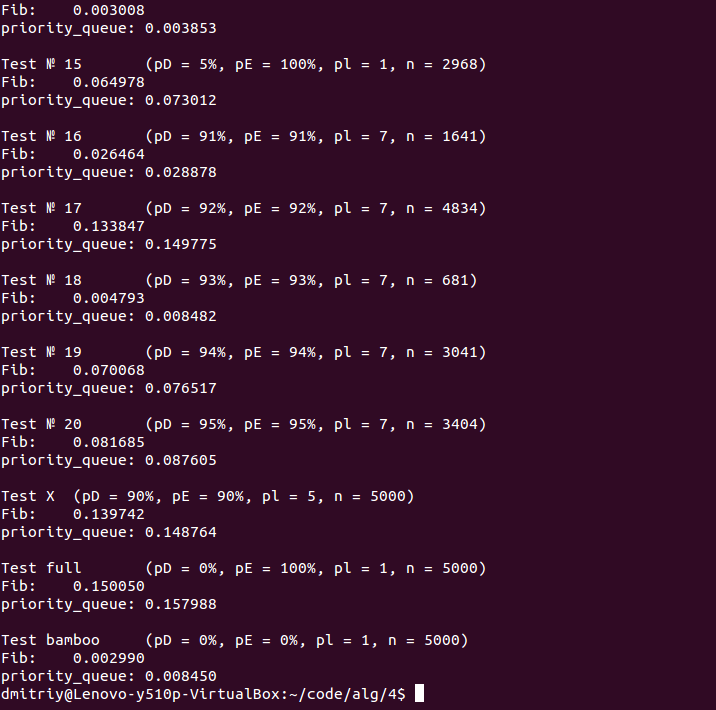 Fib:    0.003008
priority_queue: 0.003853

Test № 15       (pD = 5%, pE = 100%, pl = 1, n = 2968)
Fib:    0.064978
priority_queue: 0.073012

Test № 16       (pD = 91%, pE = 91%, pl = 7, n = 1641)
Fib:    0.026464
priority_queue: 0.028878

Test № 17       (pD = 92%, pE = 92%, pl = 7, n = 4834)
Fib:    0.133847
priority_queue: 0.149775

Test № 18       (pD = 93%, pE = 93%, pl = 7, n = 681)
Fib:    0.004793
priority_queue: 0.008482

Test № 19       (pD = 94%, pE = 94%, pl = 7, n = 3041)
Fib:    0.070068
priority_queue: 0.076517

Test № 20       (pD = 95%, pE = 95%, pl = 7, n = 3404)
Fib:    0.081685
priority_queue: 0.087605

Test X  (pD = 90%, pE = 90%, pl = 5, n = 5000)
Fib:    0.139742
priority_queue: 0.148764

Test full       (pD = 0%, pE = 100%, pl = 1, n = 5000)
Fib:    0.150050
priority_queue: 0.157988

Test bamboo     (pD = 0%, pE = 0%, pl = 1, n = 5000)
Fib:    0.002990
priority_queue: 0.008450
dmitriy@Lenovo-y510p-VirtualBox:~/code/alg/4$